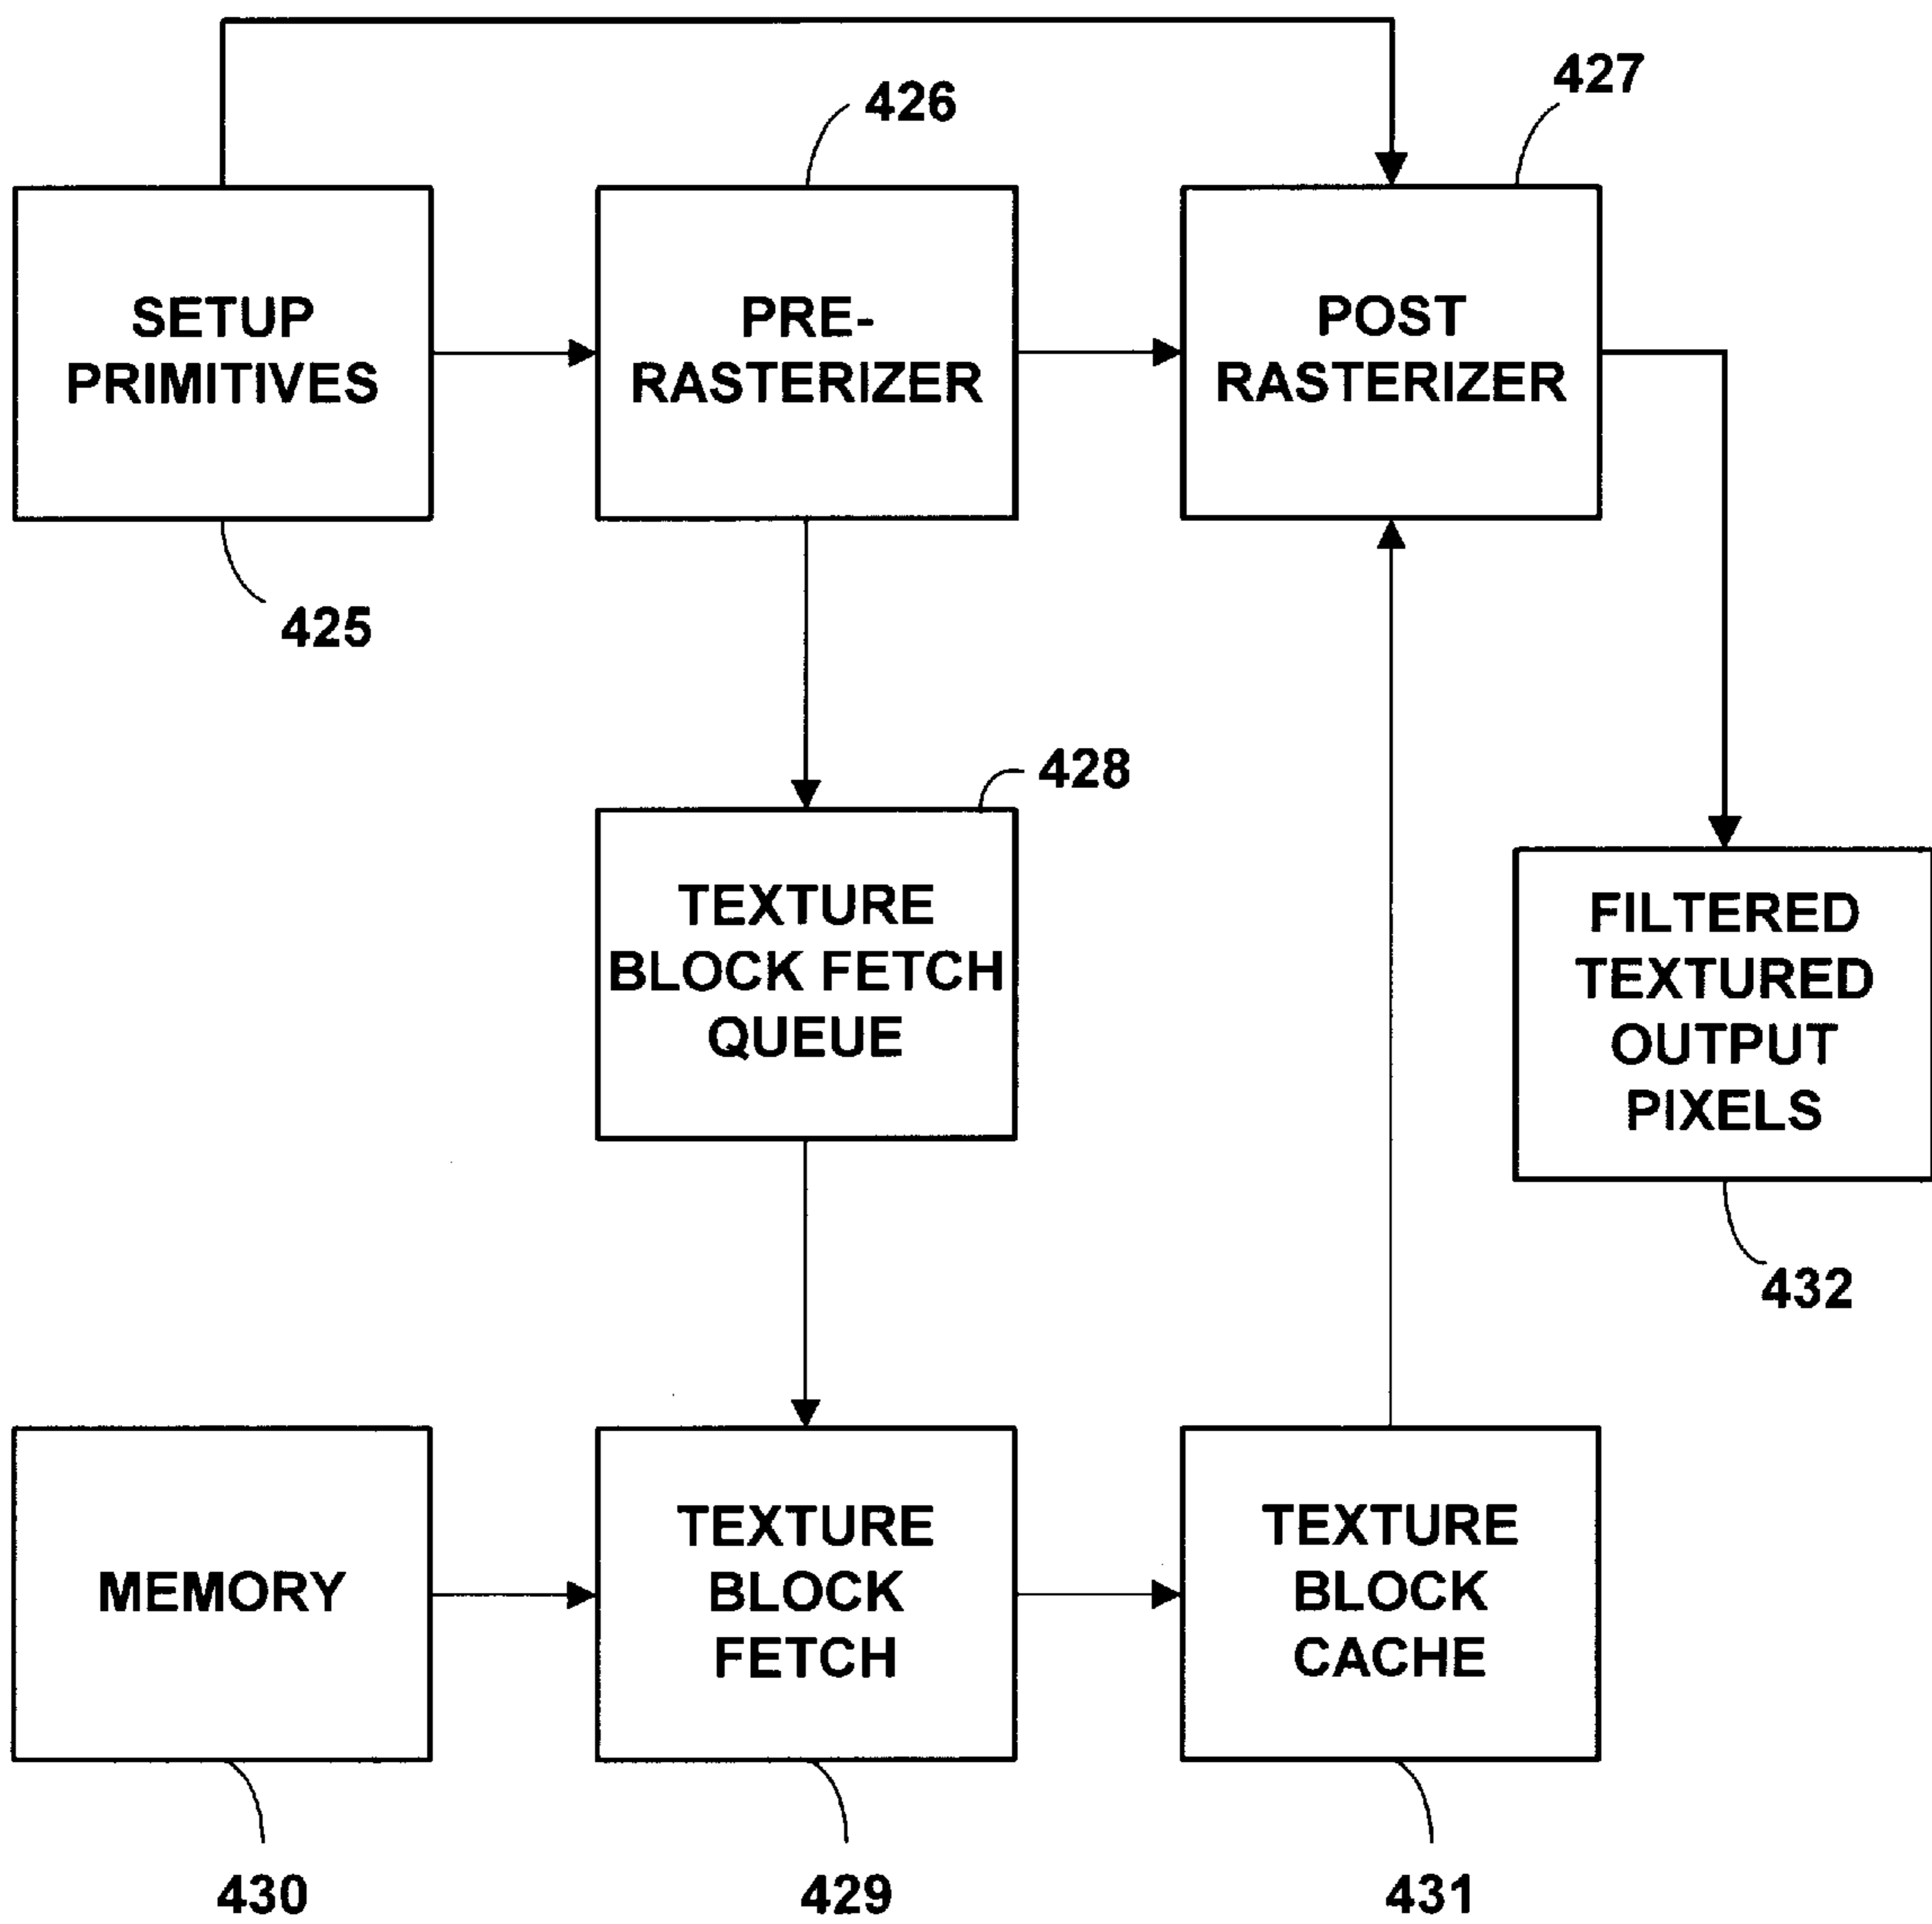 426
427
SETUP
PRIMITIVES
PRE-
RASTERIZER
POST
RASTERIZER
425
428
TEXTURE
BLOCK FETCH
QUEUE
FILTERED
TEXTURED
OUTPUT
PIXELS
432
MEMORY
TEXTURE
BLOCK
FETCH
TEXTURE
BLOCK
CACHE
430
429
431